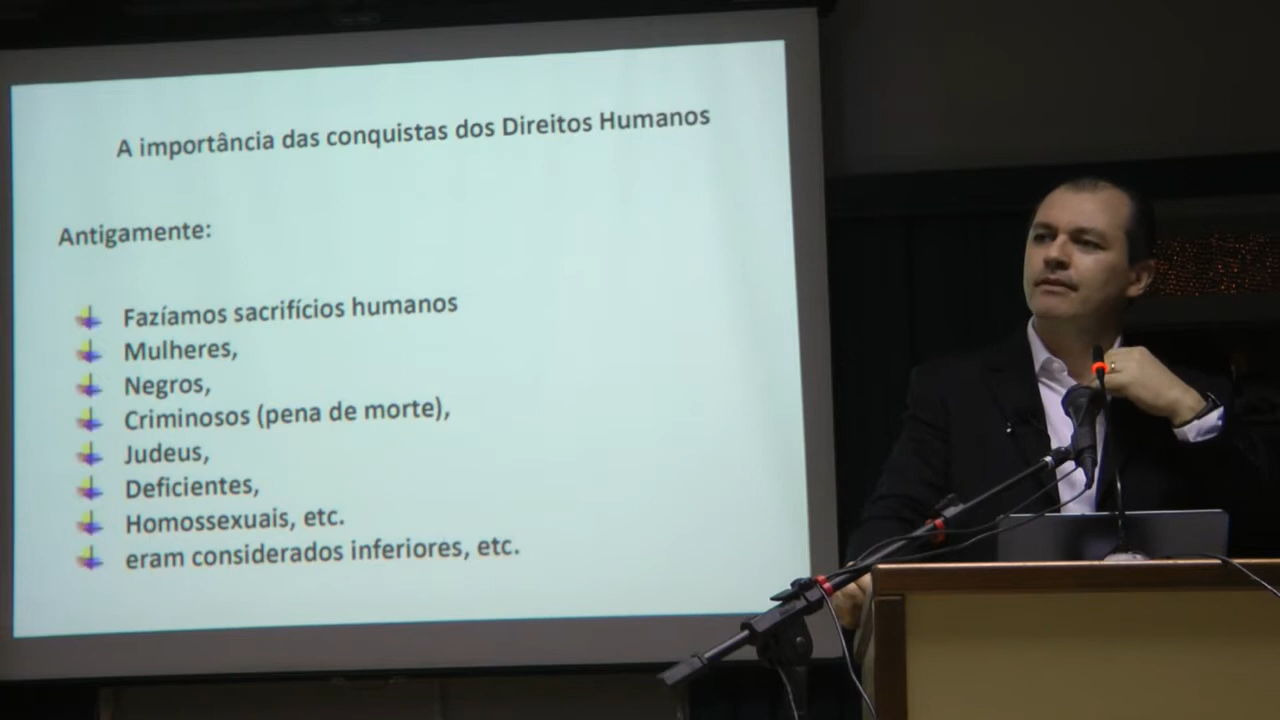 A importância das conquistas dos Direitos Humanos
Antigamente:
Fazíamos sacrifícios humanos
Mulheres,
Negros,
Criminosos (pena de morte),
Judeus,
Deficientes,
Homossexuais, etc.
eram considerados inferiores, etc.